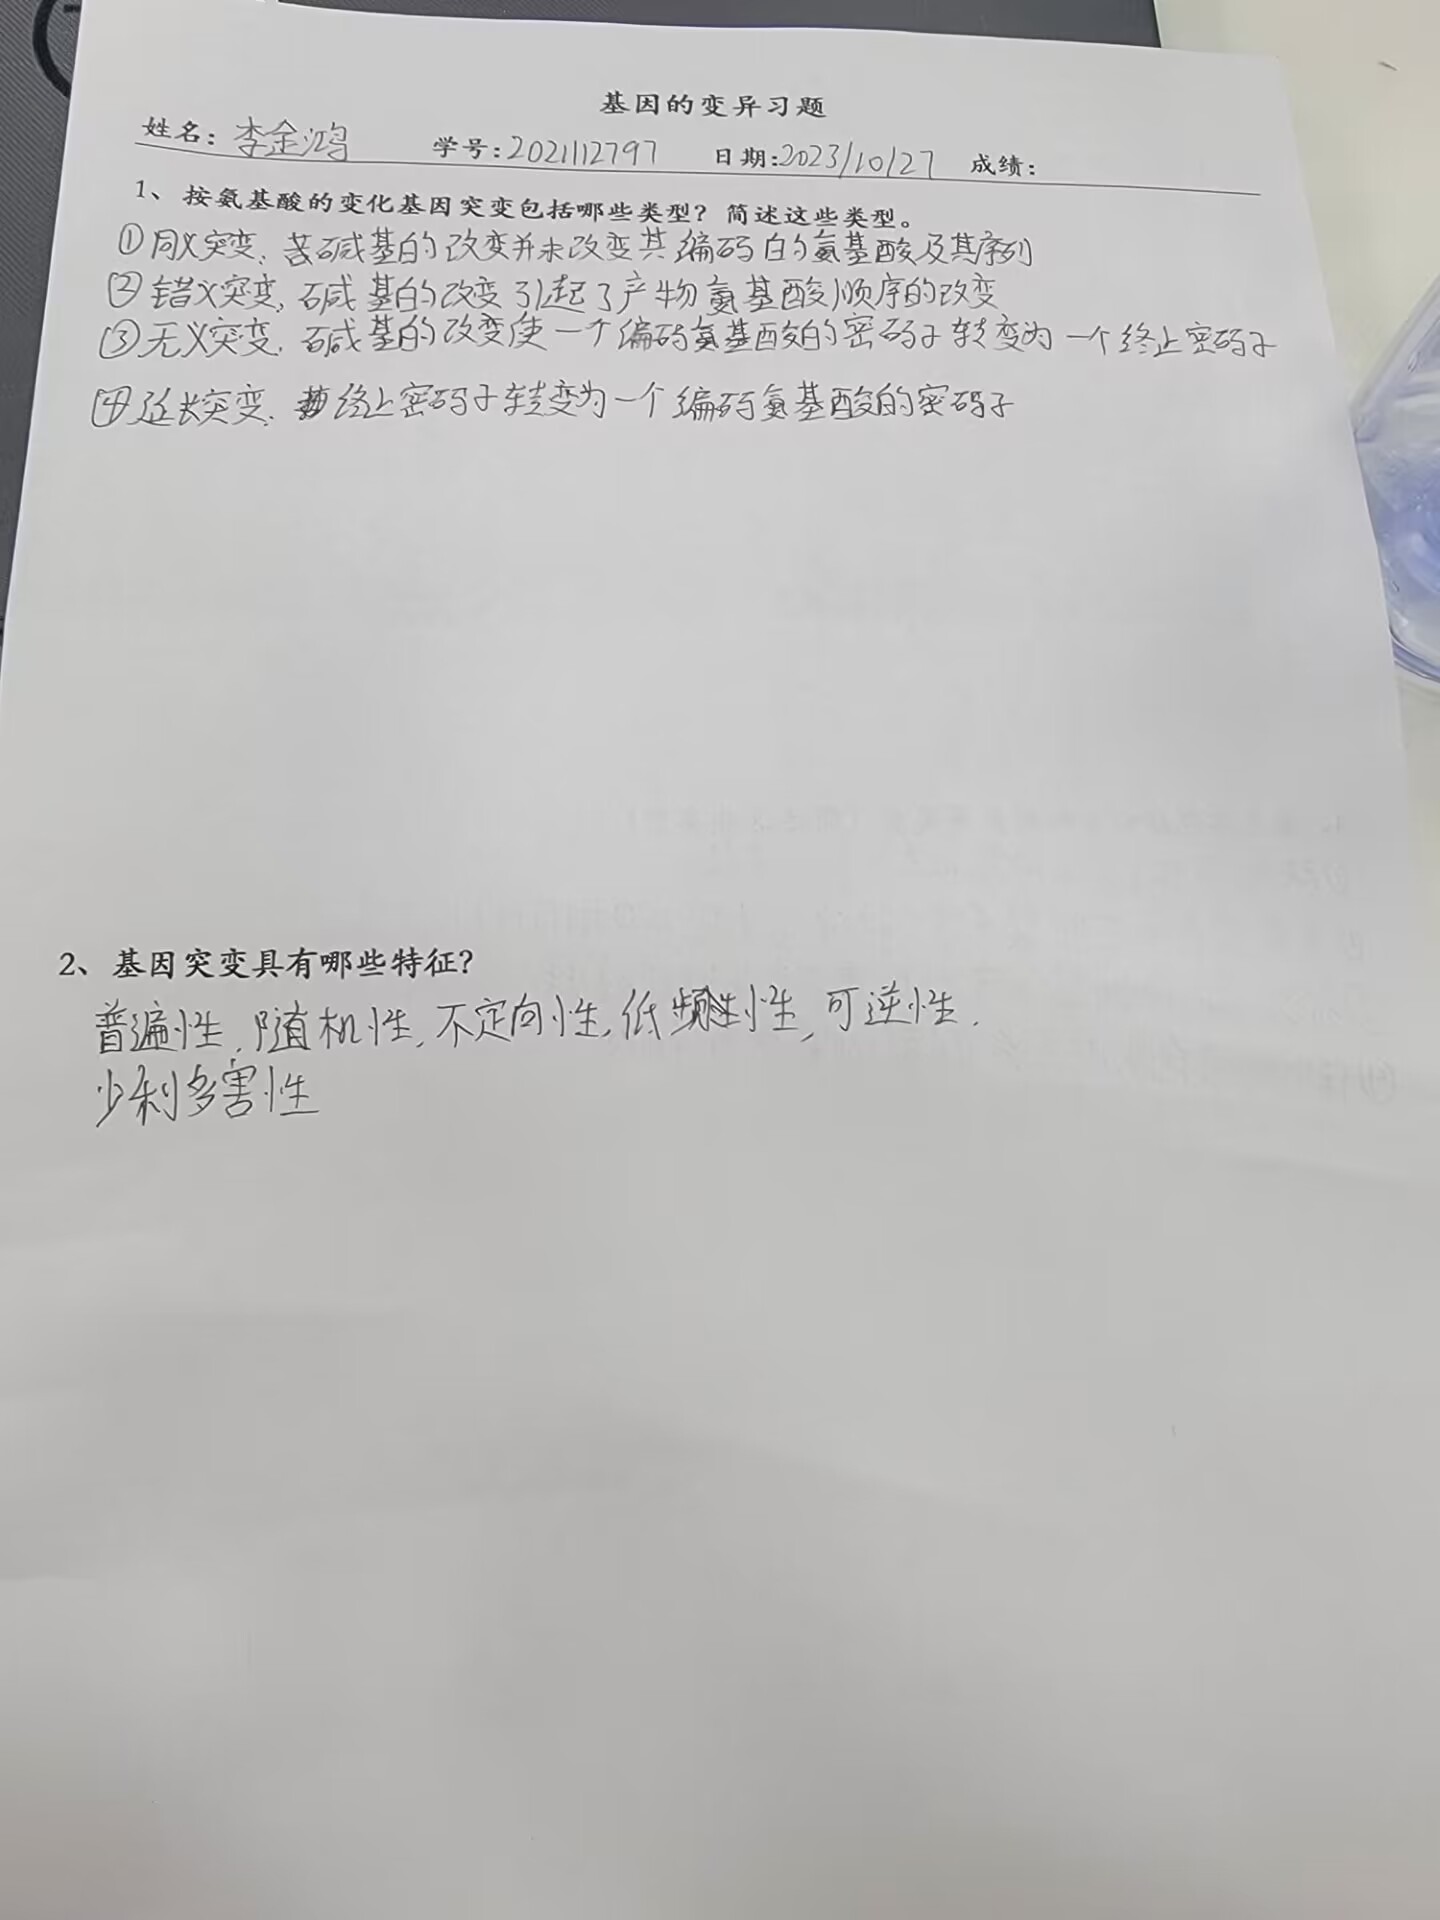 基因的变异习题
姓名：李金鸿 学号：2021112797 日期：2023/10/27 成绩：
1、按氨基酸的变化基因突变包括哪些类型？简述这些类型。
①同义突变，若碱基的改变并未改变其编码的氨基酸及其序列
②错义突变，碱基的改变引起了产物氨基酸顺序的改变
③无义突变，碱基的改变使一个编码氨基酸的密码子转变为一个终止密码子
④延长突变，终止密码子转变为一个编码氨基酸的密码子
2、基因突变具有哪些特征？
普遍性，随机性，不定向性，低频性，可逆性，
少利多害性